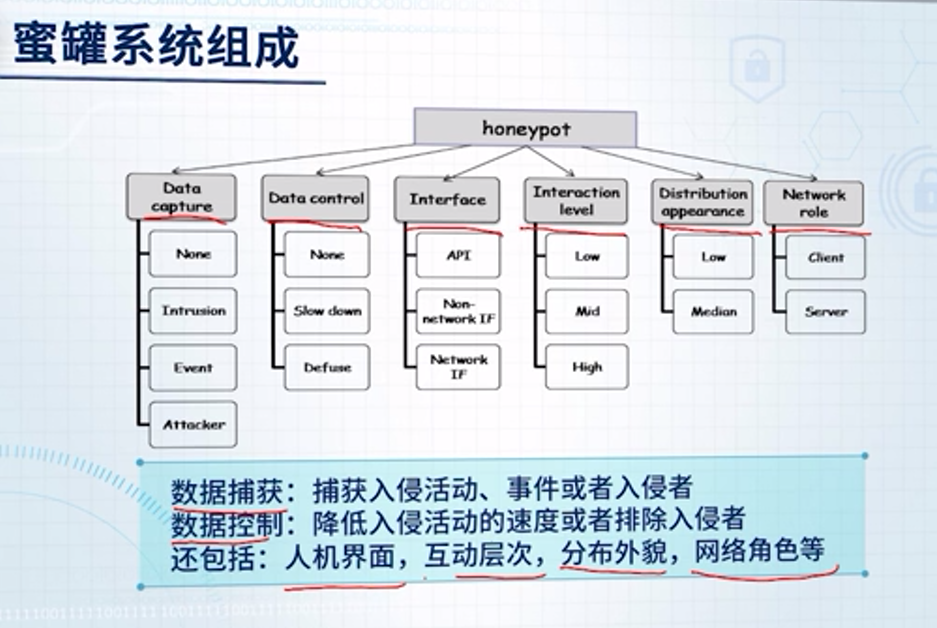 蜜罐系统组成
honeypot
Data
capture
Data control
Interface
Interaction
level
Distribution
appearance
Network
role
None
None
API
Low
Low
Client
Intrusion
Slow down
Non-
network IF
Mid
Median
Server
Event
Defuse
Network
IF
High
Attacker
数据捕获：捕获入侵活动、事件或者入侵者
数据控制：降低入侵活动的速度或者排除入侵者
还包括：人机界面，互动层次，分布外貌，网络角色等